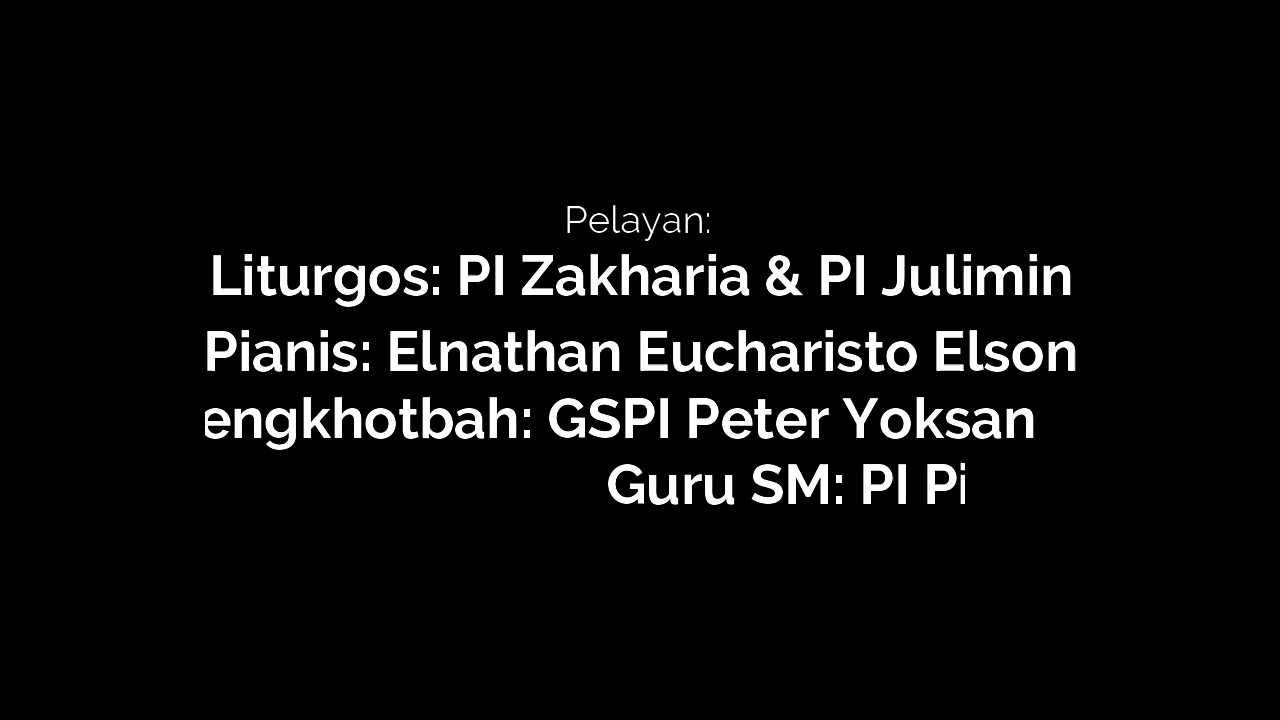 Pelayan:
Liturgos: PI Zakharia & PI Julimin
Pianis: Elnathan Eucharisto Elson
engkhotbah: GSPI Peter Yoksan
Guru SM: PI Pi